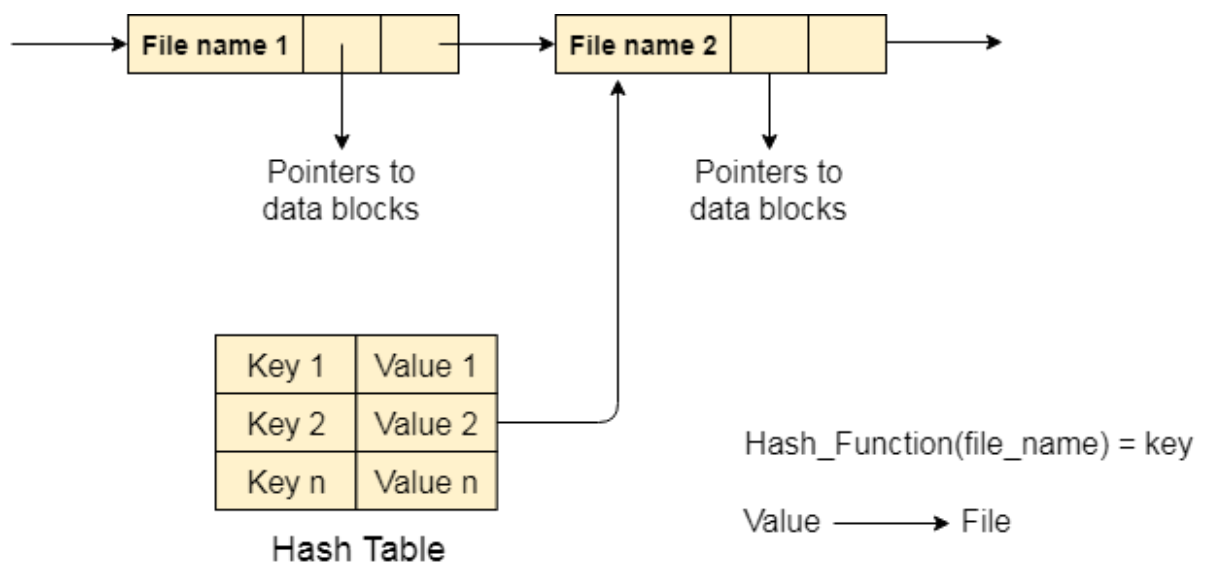 File name 1
File name 2
Pointers to
data blocks
Pointers to
data blocks
Key 1 Value 1
Key 2 Value 2
Key n Value n
Hash Table
Hash_Function(file_name) = key
Value File